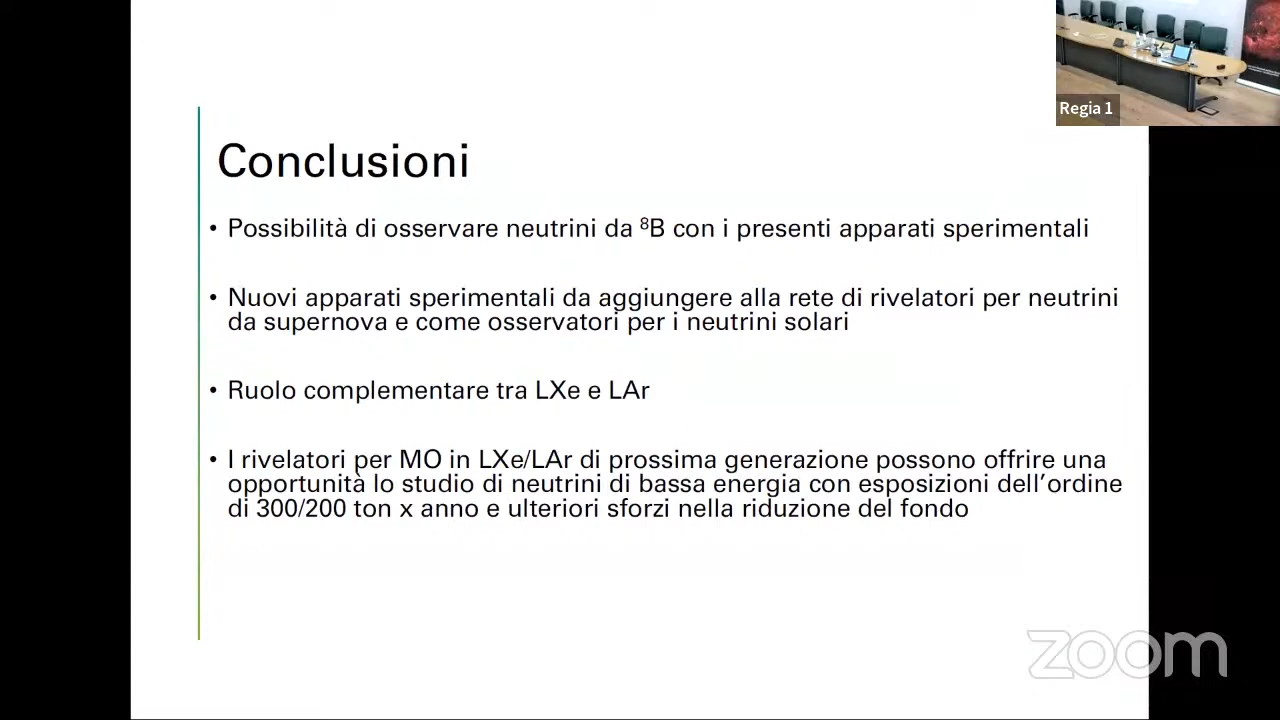 Regia 1
Conclusioni
• Possibilità di osservare neutrini da ⁸B con i presenti apparati sperimentali
• Nuovi apparati sperimentali da aggiungere alla rete di rivelatori per neutrini
da supernova e come osservatori per i neutrini solari
• Ruolo complementare tra LXe e LAr
• I rivelatori per MO in LXe/LAr di prossima generazione possono offrire una
opportunità lo studio di neutrini di bassa energia con esposizioni dell’ordine
di 300/200 ton x anno e ulteriori sforzi nella riduzione del fondo
zoom